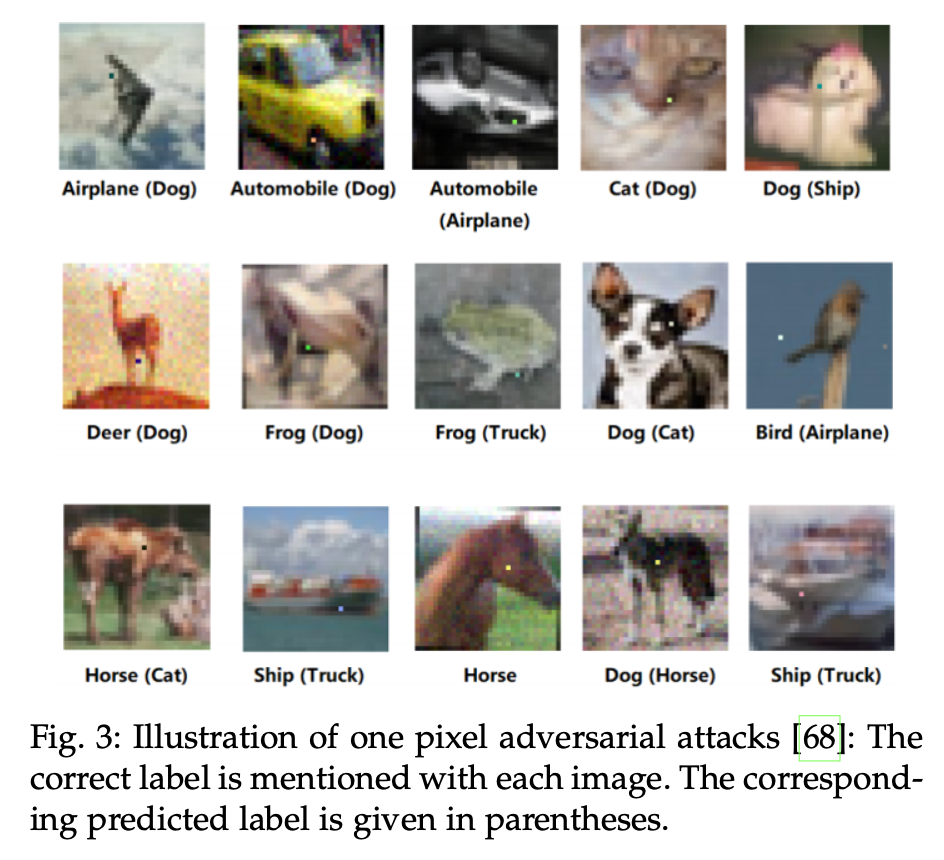 Airplane (Dog)
Automobile (Dog)
Automobile
(Airplane)
Cat (Dog)
Dog (Ship)
Deer (Dog)
Frog (Dog)
Frog (Truck)
Dog (Cat)
Bird (Airplane)
Horse (Cat)
Ship (Truck)
Horse
Dog (Horse)
Ship (Truck)
Fig. 3: Illustration of one pixel adversarial attacks [68]: The
correct label is mentioned with each image. The correspond-
ing predicted label is given in parentheses.